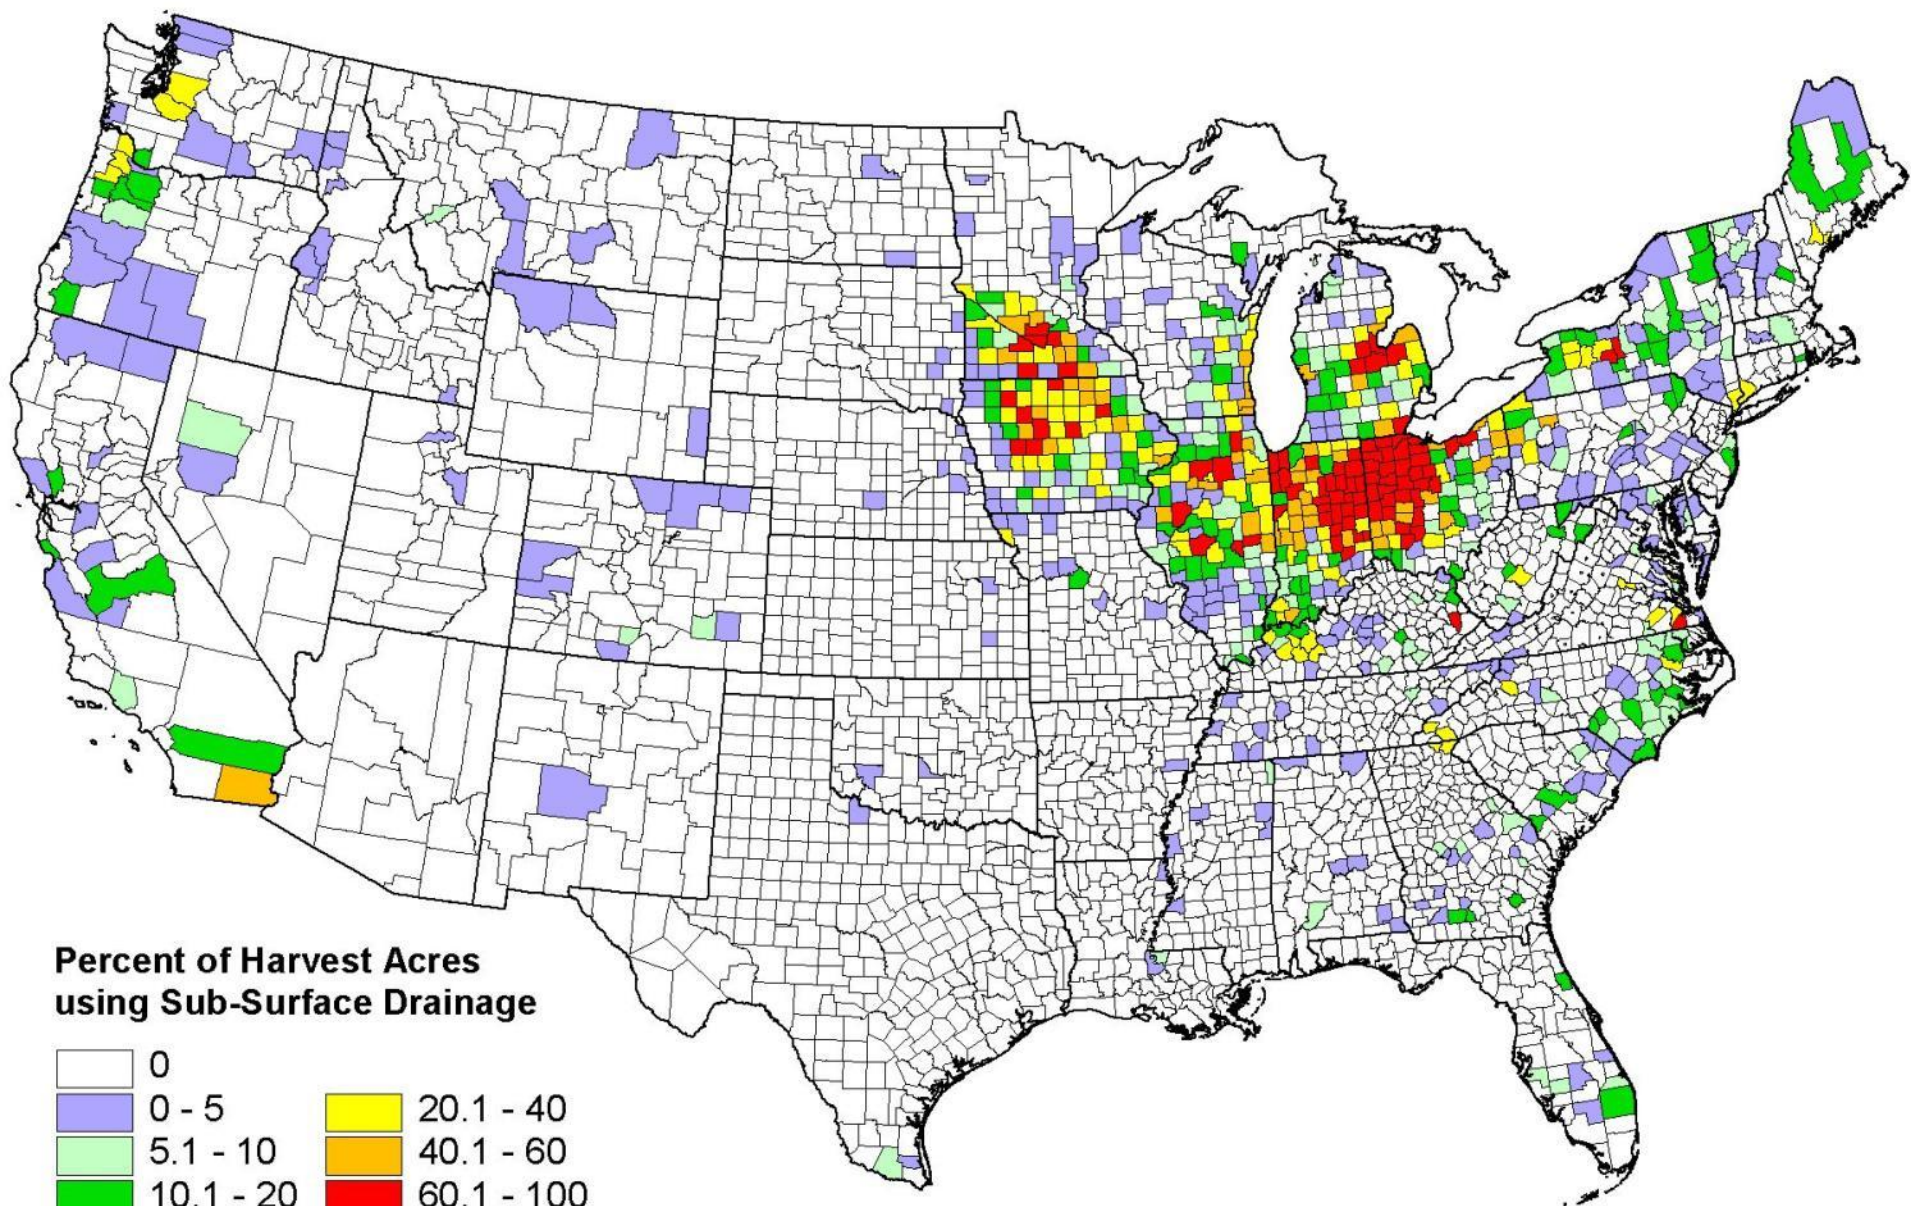 Percent of Harvest Acres
using Sub-Surface Drainage
0
0 - 5
5.1 - 10
10.1 - 20
20.1 - 40
40.1 - 60
60.1 - 100